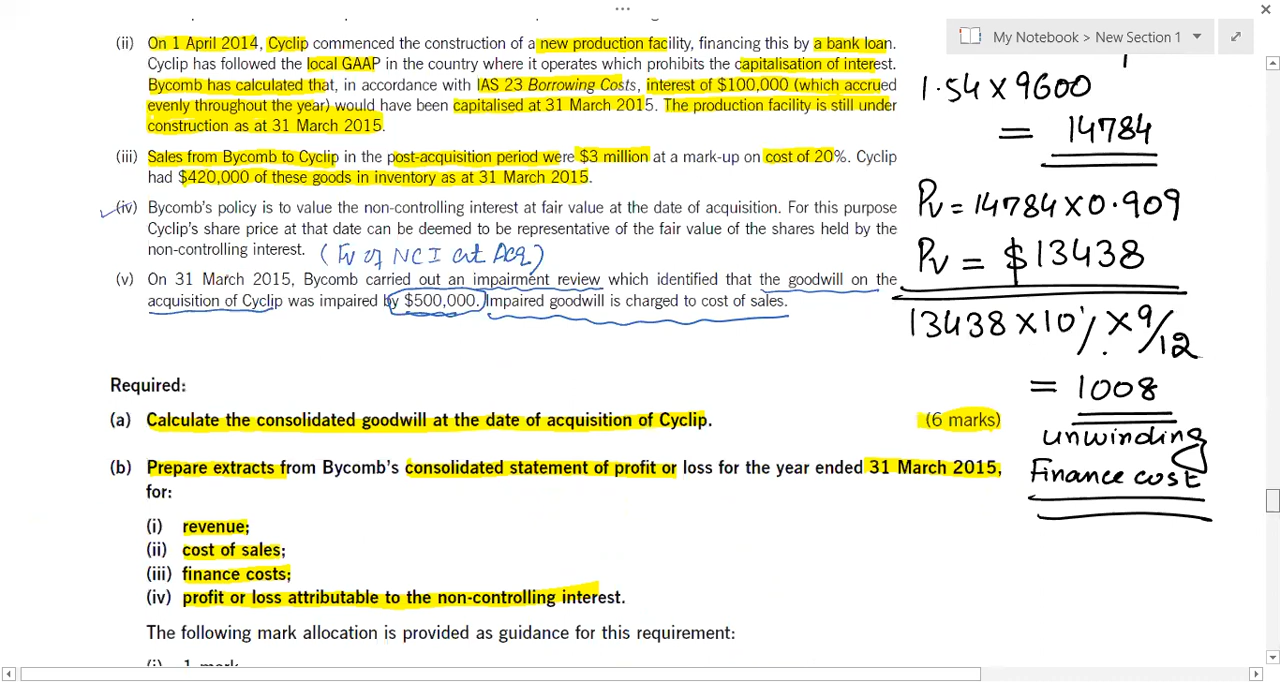 (ii) On 1 April 2014, Cyclip commenced the construction of a new production facility, financing this by a bank loan.
Cyclip has followed the local GAAP in the country where it operates which prohibits the capitalisation of interest.
Bycomb has calculated that, in accordance with IAS 23 Borrowing Costs, interest of $100,000 (which accrued
evenly throughout the year) would have been capitalised at 31 March 2015. The production facility is still under
construction as at 31 March 2015.
(iii) Sales from Bycomb to Cyclip in the post-acquisition period were $3 million at a mark-up on cost of 20%. Cyclip
had $420,000 of these goods in inventory as at 31 March 2015.
(iv) Bycomb's policy is to value the non-controlling interest at fair value at the date of acquisition. For this purpose
Cyclip's share price at that date can be deemed to be representative of the fair value of the shares held by the
non-controlling interest. (Fv of NCI at Acq)
(v) On 31 March 2015, Bycomb carried out an impairment review which identified that the goodwill on the
acquisition of Cyclip was impaired by $500,000. Impaired goodwill is charged to cost of sales.
Required:
(a) Calculate the consolidated goodwill at the date of acquisition of Cyclip. (6 marks)
(b) Prepare extracts from Bycomb's consolidated statement of profit or loss for the year ended 31 March 2015,
for:
(i) revenue;
(ii) cost of sales;
(iii) finance costs;
(iv) profit or loss attributable to the non-controlling interest.
The following mark allocation is provided as guidance for this requirement:
(i) 1 mark
My Notebook > New Section 1
1.54 x 9600
= 14784
Pv = 14784 x 0.909
Pv = $13438
13438 x 10% x 9/12
= 1008
unwinding
Finance cost